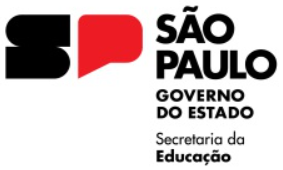 SÃO
PAULO
GOVERNO
DO ESTADO
Secretaria da
Educação